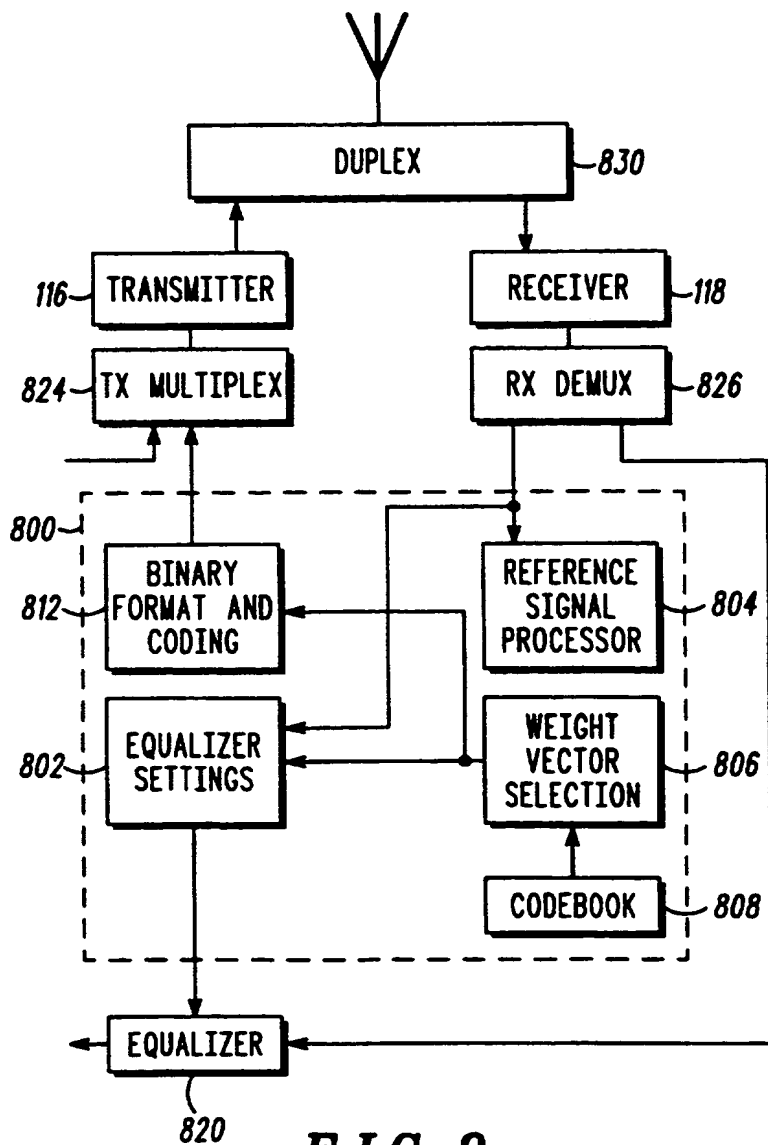 DUPLEX
830
116
TRANSMITTER
RECEIVER
118
824
TX MULTIPLEX
RX DEMUX
826
800
812
BINARY
FORMAT AND
CODING
REFERENCE
SIGNAL
PROCESSOR
804
802
EQUALIZER
SETTINGS
WEIGHT
VECTOR
SELECTION
806
CODEBOOK
808
EQUALIZER
820